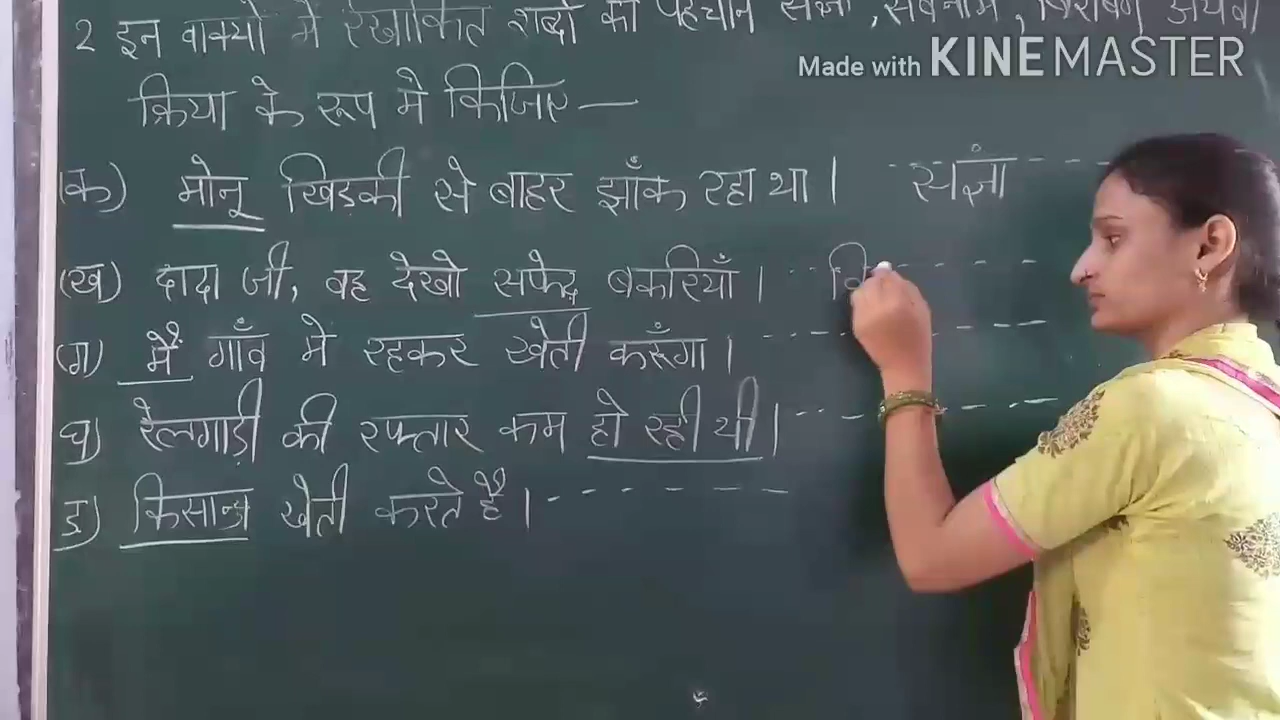 2 इन वाक्यों में रेखांकित शब्दों की पहचान संज्ञा, सर्वनाम, विशेषण अथवा
Made with KINEMASTER
क्रिया के रूप में किजिए —
(क) मोनू खिड़की से बाहर झाँक रहा था। - - संज्ञा - - - -
(ख) दादा जी, वह देखो सफेद बकरियाँ। - - वि - - - -
(ग) मैं गाँव में रहकर खेती करूँगा। - - - - - -
घ) रेलगाड़ी की रफ्तार कम हो रही थी। - - - - - -
ङ) किसान खेती करते है। - - - - - -